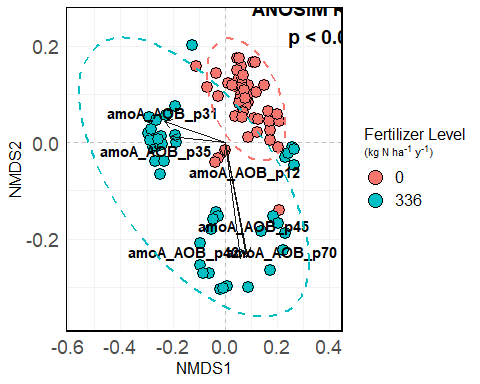 ANOSIM R
p < 0.0
0.2
0.0
-0.2
NMDS2
amoA_AOB_p31
amoA_AOB_p35
amoA_AOB_p12
amoA_AOB_p45
amoA_AOB_p42
amoA_AOB_p70
-0.6 -0.4 -0.2 0.0 0.2 0.4
NMDS1
Fertilizer Level
(kg N ha⁻¹ y⁻¹)
0
336